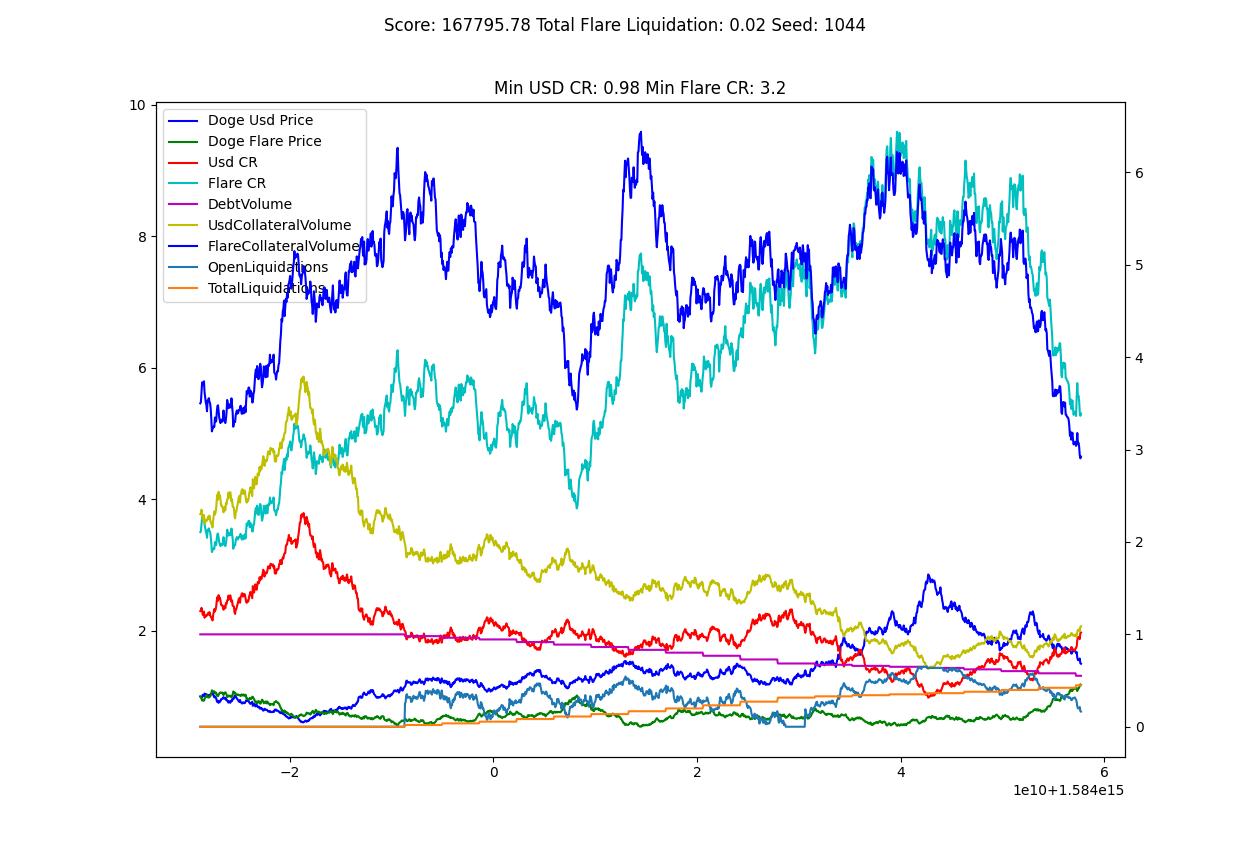 Score: 167795.78 Total Flare Liquidation: 0.02 Seed: 1044
Min USD CR: 0.98 Min Flare CR: 3.2
Doge Usd Price
Doge Flare Price
Usd CR
Flare CR
DebtVolume
UsdCollateralVolume
FlareCollateralVolume
OpenLiquidations
TotalLiquidations
10
8
6
4
2
6
5
4
3
2
1
0
−2 0 2 4 6
1e10+1.584e15